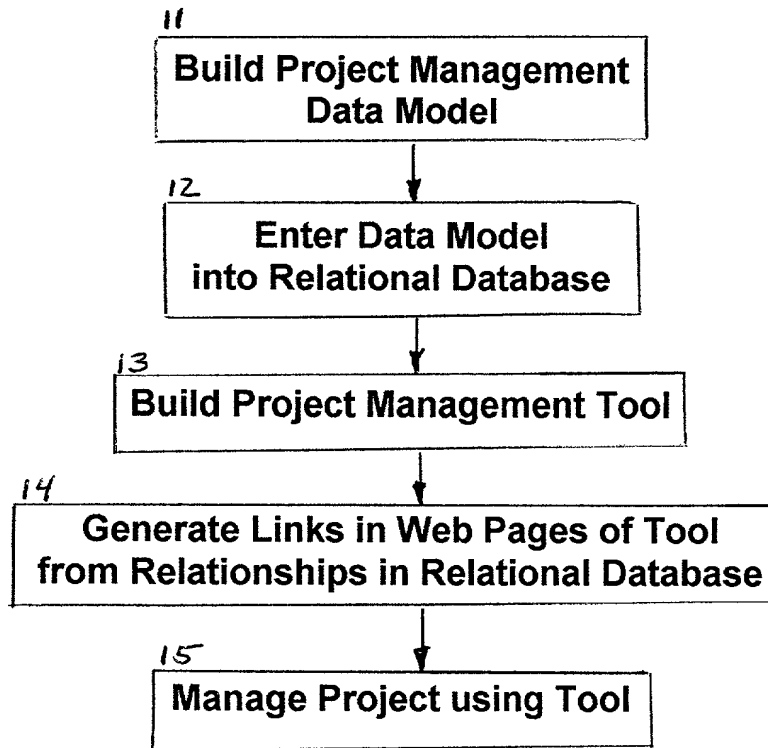 11
Build Project Management
Data Model
12
Enter Data Model
into Relational Database
13
Build Project Management Tool
14
Generate Links in Web Pages of Tool
from Relationships in Relational Database
15
Manage Project using Tool